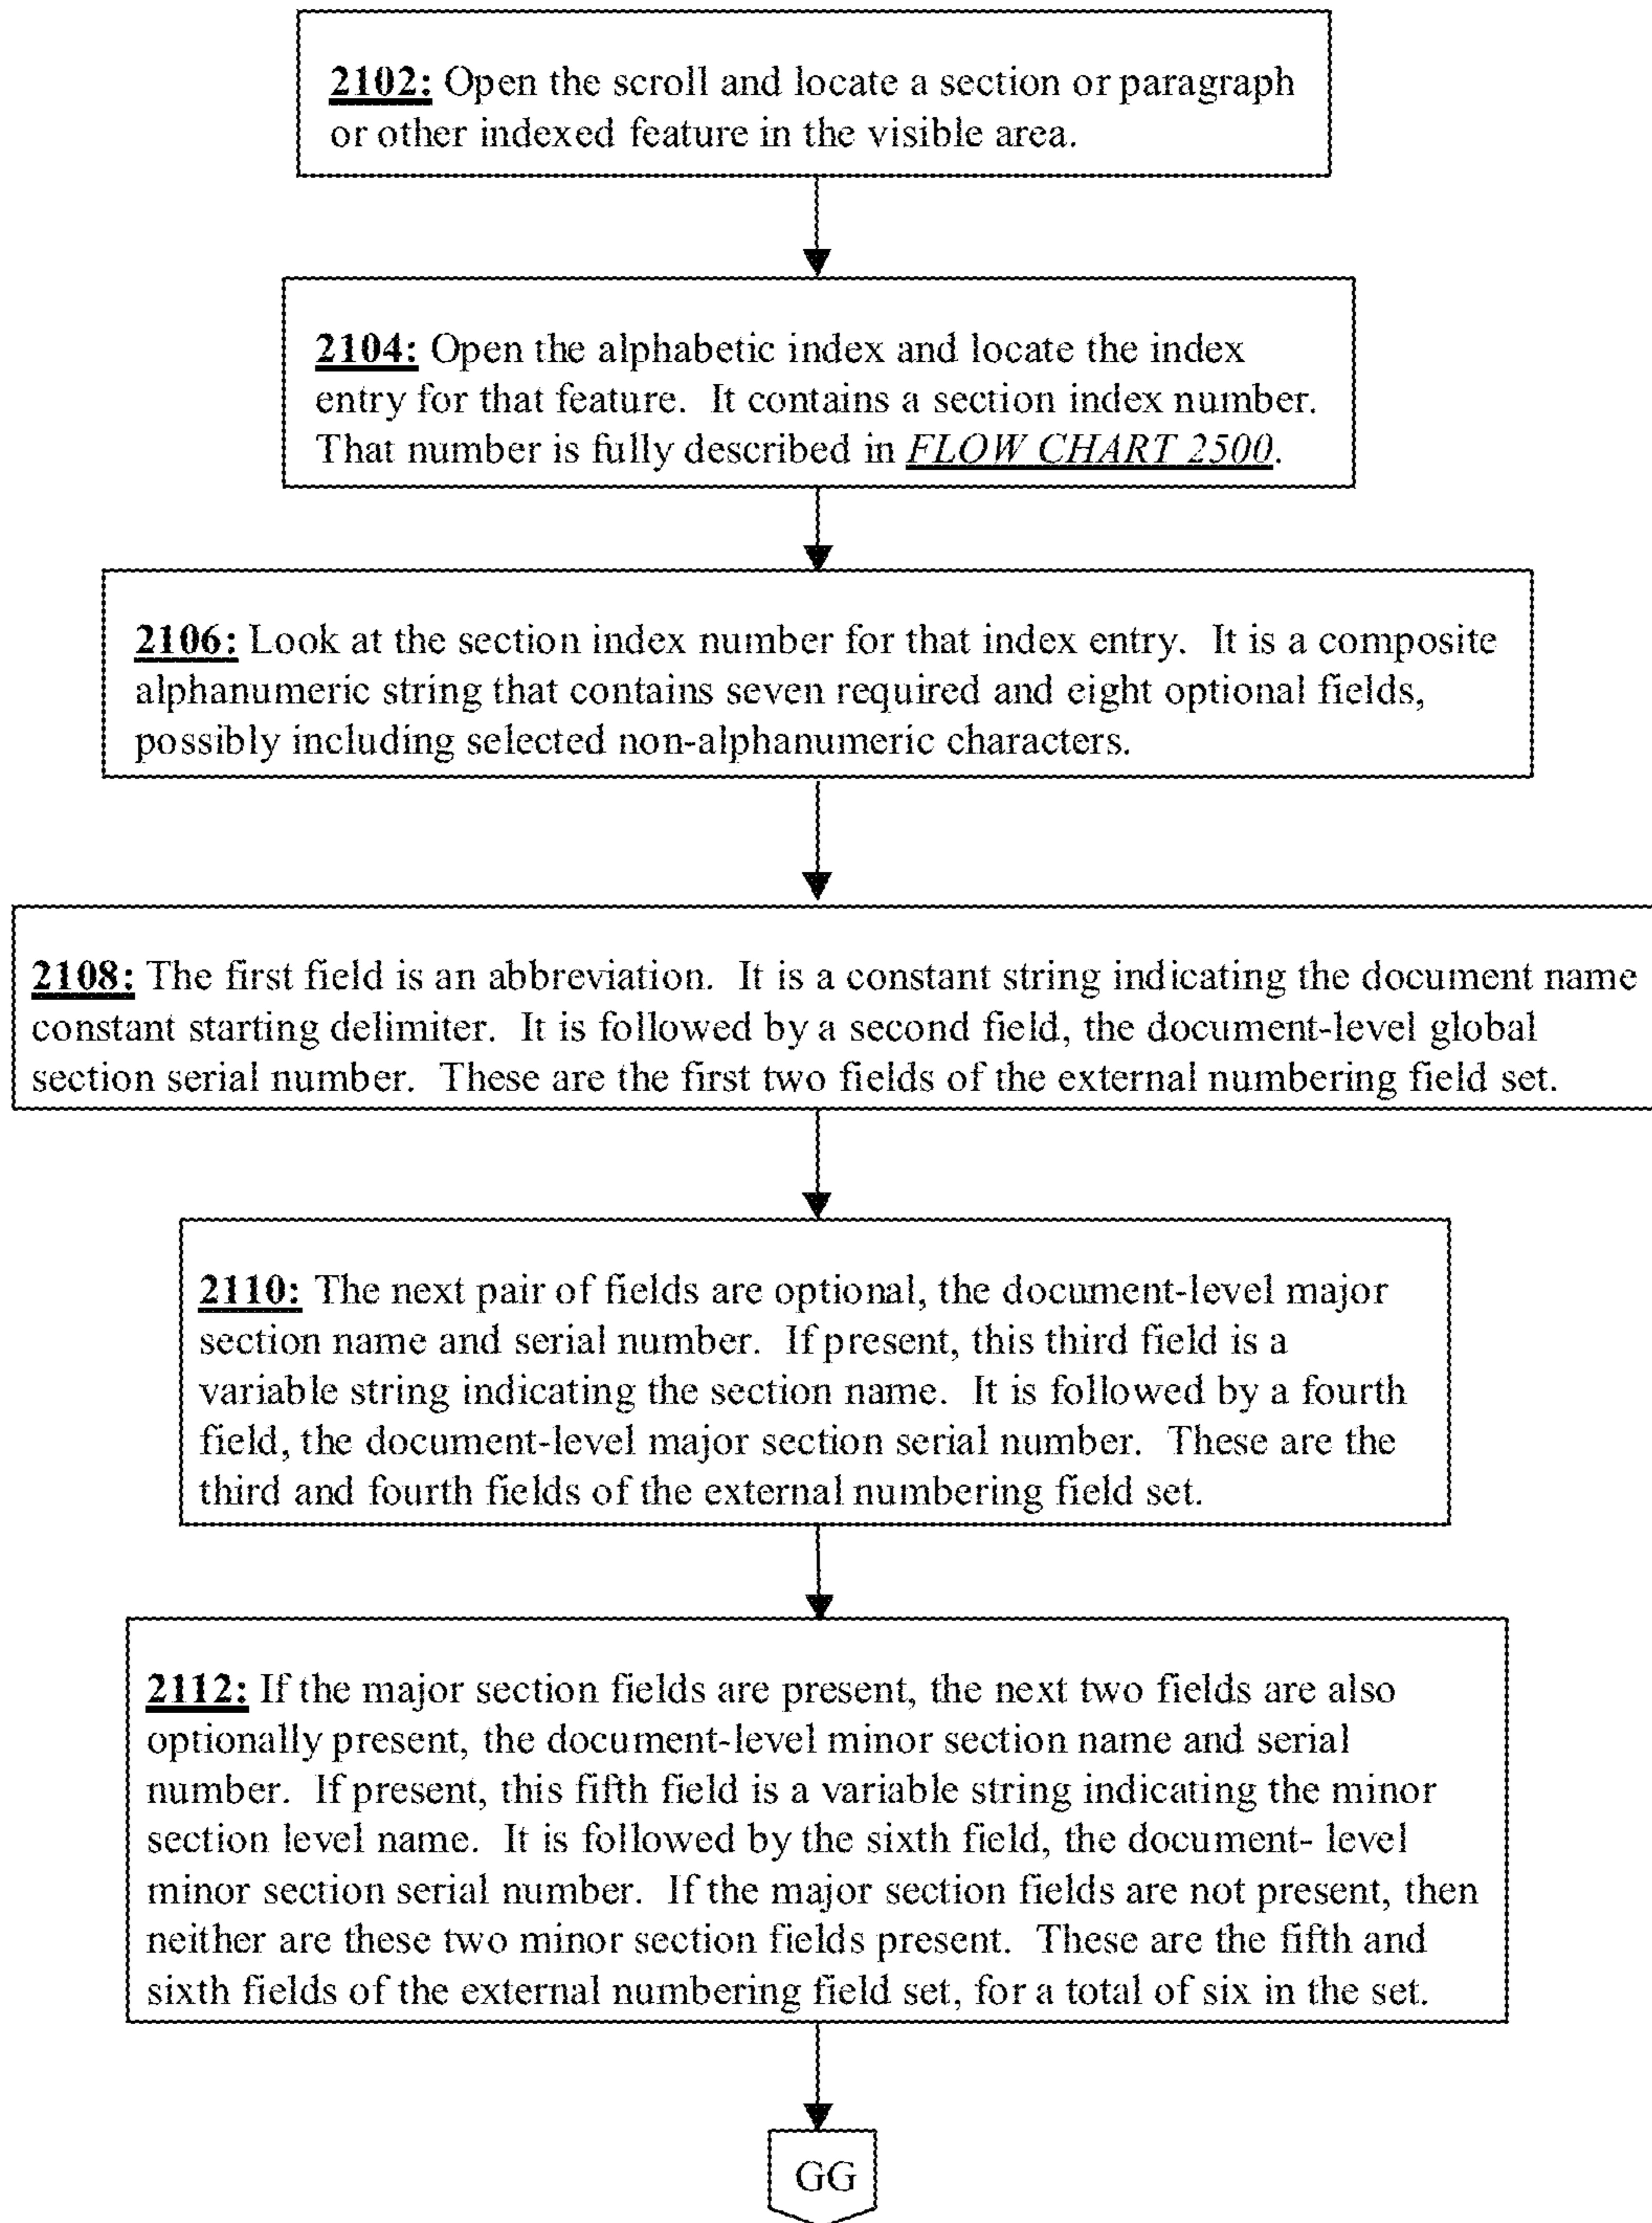 2102: Open the scroll and locate a section or paragraph
or other indexed feature in the visible area.
2104: Open the alphabetic index and locate the index
entry for that feature. It contains a section index number.
That number is fully described in FLOW CHART 2500.
2106: Look at the section index number for that index entry. It is a composite
alphanumeric string that contains seven required and eight optional fields,
possibly including selected non-alphanumeric characters.
2108: The first field is an abbreviation. It is a constant string indicating the document name
constant starting delimiter. It is followed by a second field, the document-level global
section serial number. These are the first two fields of the external numbering field set.
2110: The next pair of fields are optional, the document-level major
section name and serial number. If present, this third field is a
variable string indicating the section name. It is followed by a fourth
field, the document-level major section serial number. These are the
third and fourth fields of the external numbering field set.
2112: If the major section fields are present, the next two fields are also
optionally present, the document-level minor section name and serial
number. If present, this fifth field is a variable string indicating the minor
section level name. It is followed by the sixth field, the document- level
minor section serial number. If the major section fields are not present, then
neither are these two minor section fields present. These are the fifth and
sixth fields of the external numbering field set, for a total of six in the set.
GG